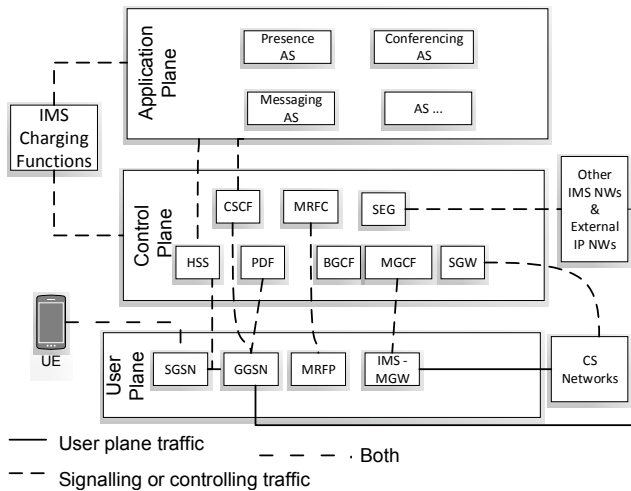 Application
Plane
Presence
AS
Conferencing
AS
Messaging
AS
AS ...
IMS
Charging
Functions
Control
Plane
CSCF
MRFC
SEG
HSS
PDF
BGCF
MGCF
SGW
Other
IMS NWs
&
External
IP NWs
UE
User
Plane
SGSN
GGSN
MRFP
IMS -
MGW
CS
Networks
User plane traffic
Both
Signalling or controlling traffic